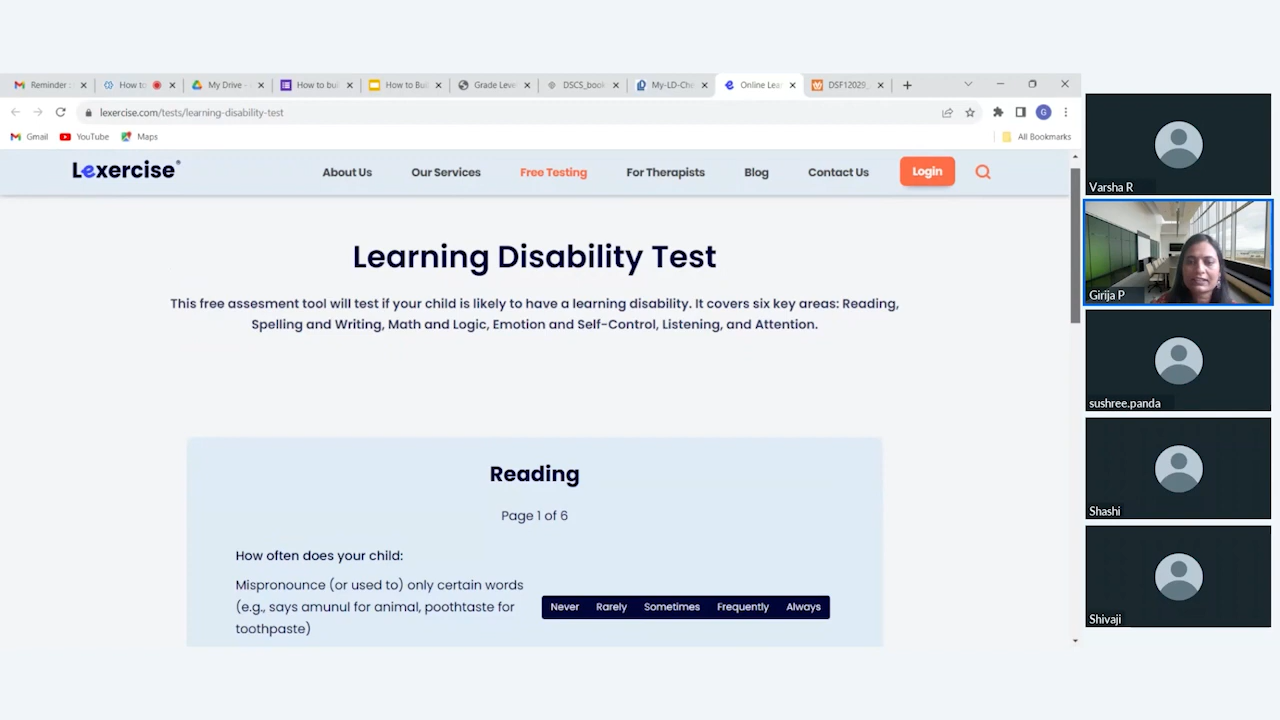 Reminder :
How to
My Drive -
How to bui
How to Bui
Grade Leve
DSCS_book
My-LD-Che
Online Lear
DSF12029_
lexercise.com/tests/learning-disability-test
G
Gmail
YouTube
Maps
All Bookmarks
Lexercise®
About Us
Our Services
Free Testing
For Therapists
Blog
Contact Us
Login
Learning Disability Test
This free assesment tool will test if your child is likely to have a learning disability. It covers six key areas: Reading,
Spelling and Writing, Math and Logic, Emotion and Self-Control, Listening, and Attention.
Reading
Page 1 of 6
How often does your child:
Mispronounce (or used to) only certain words
(e.g., says amunul for animal, poothtaste for
toothpaste)
Never Rarely Sometimes Frequently Always
Varsha R
Girija P
sushree.panda
Shashi
Shivaji